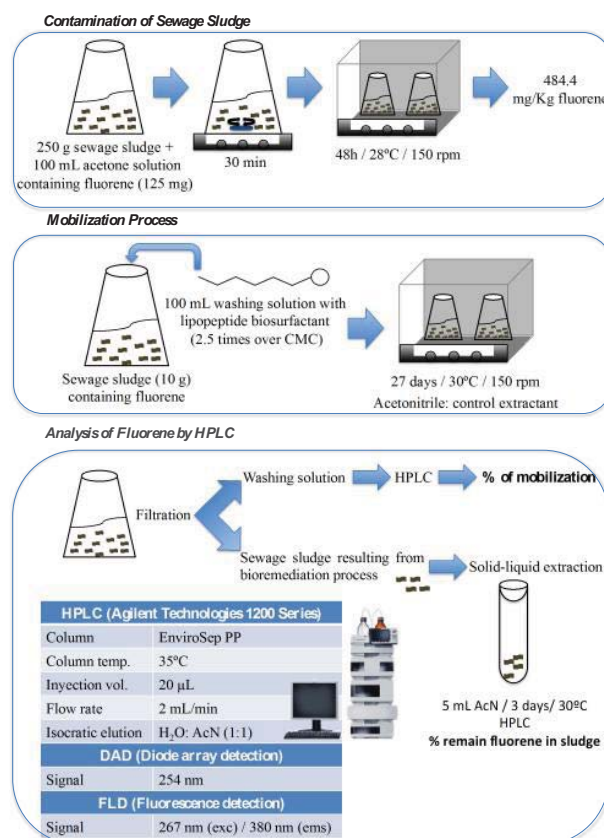 Contamination of Sewage Sludge
250 g sewage sludge +
100 mL acetone solution
containing fluorene (125 mg)
30 min
48h / 28ºC / 150 rpm
484.4
mg/Kg fluorene
Mobilization Process
Sewage sludge (10 g)
containing fluorene
100 mL washing solution with
lipopeptide biosurfactant
(2.5 times over CMC)
27 days / 30ºC / 150 rpm
Acetonitrile: control extractant
Analysis of Fluorene by HPLC
Filtration
Washing solution
HPLC
% of mobilization
Sewage sludge resulting from
bioremediation process
Solid-liquid extraction
5 mL AcN / 3 days/ 30ºC
HPLC
% remain fluorene in sludge
HPLC (Agilent Technologies 1200 Series)
Column EnviroSep PP
Column temp. 35ºC
Injection vol. 20 µL
Flow rate 2 mL/min
Isocratic elution H₂O: AcN (1:1)
DAD (Diode array detection)
Signal 254 nm
FLD (Fluorescence detection)
Signal 267 nm (exc) / 380 nm (ems)